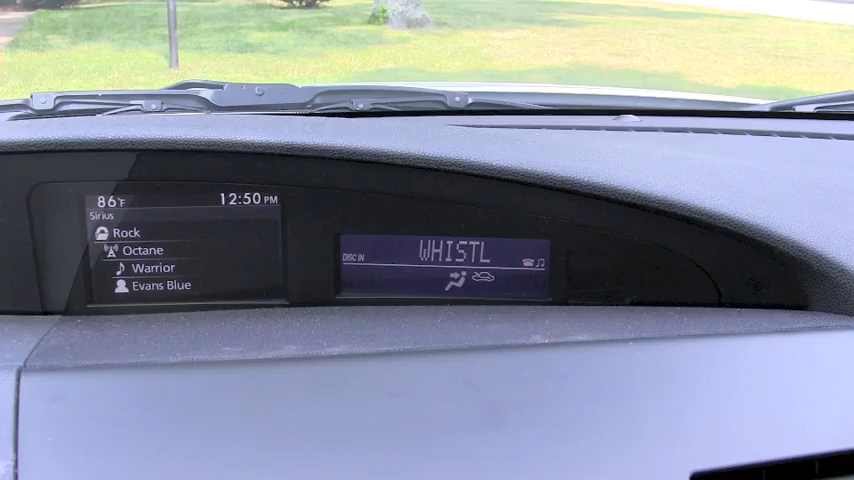 86°F 12:50 PM
Sirius
Rock
Octane
Warrior
Evans Blue
DISC IN
WHISTL